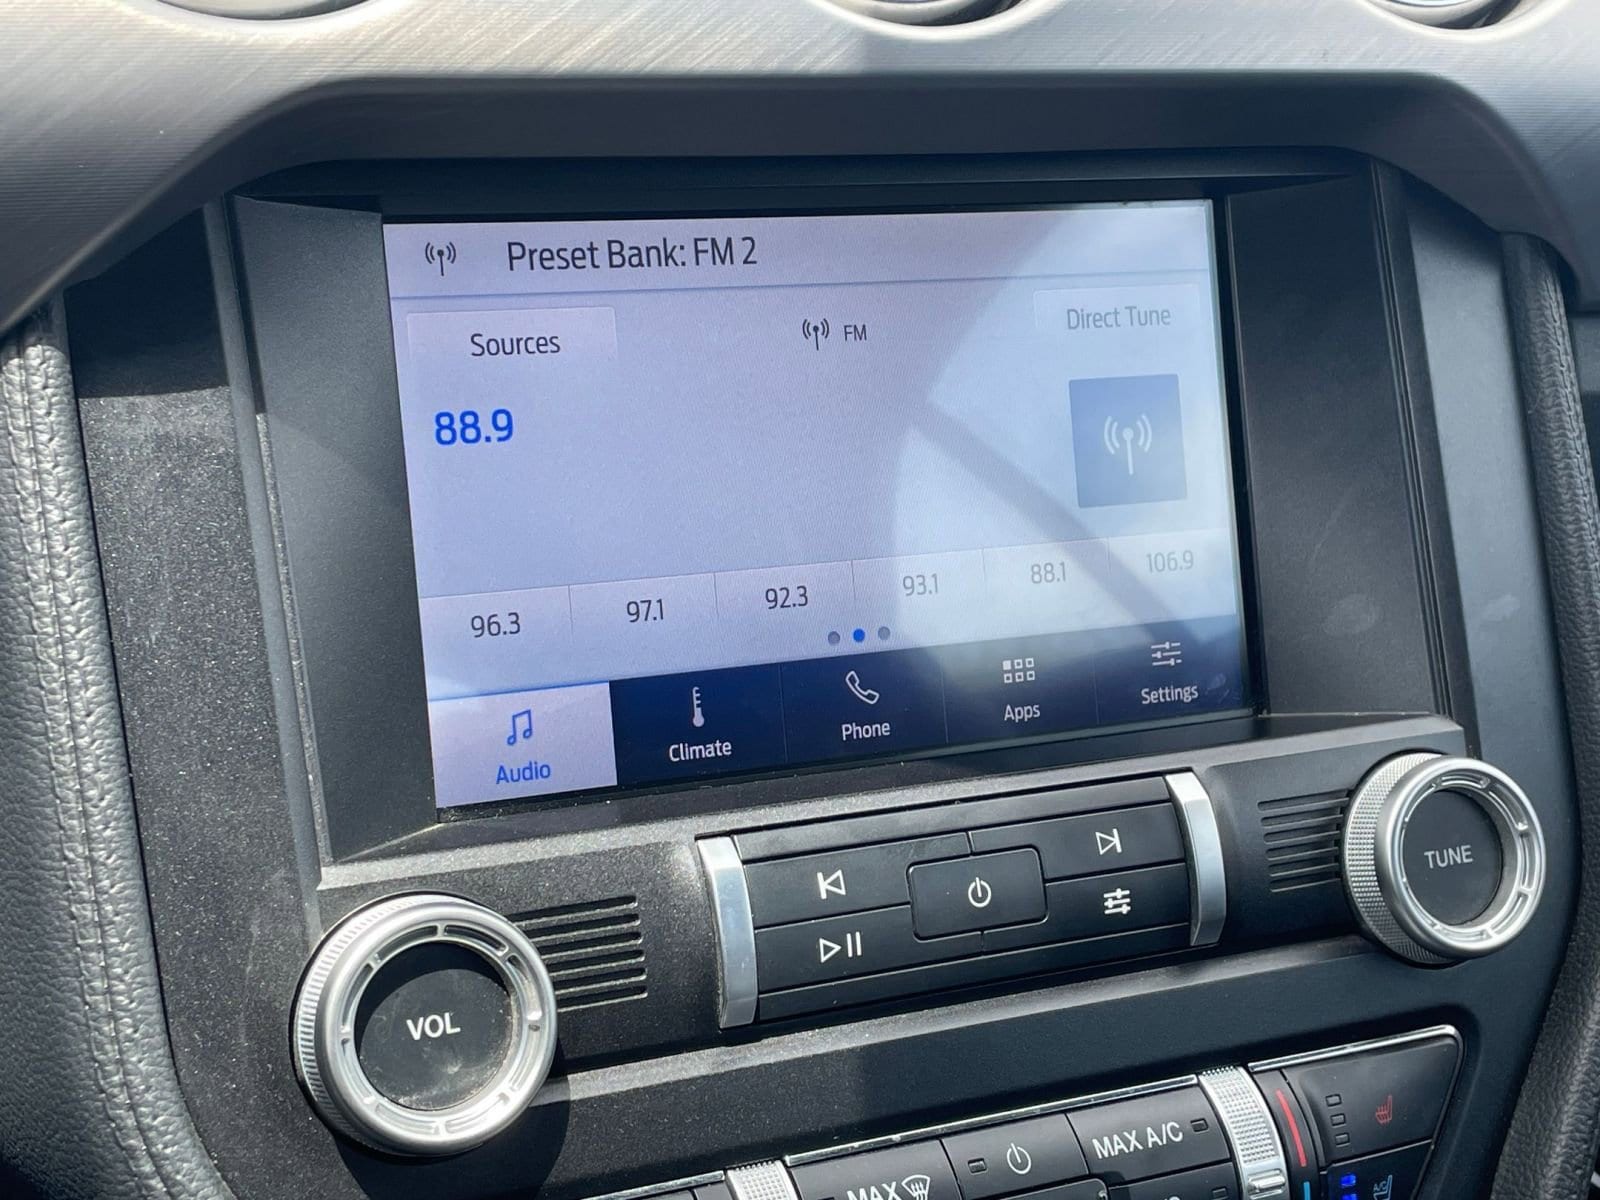 Preset Bank: FM 2
Sources
FM
Direct Tune
88.9
96.3
97.1
92.3
93.1
88.1
106.9
Audio
Climate
Phone
Apps
Settings
VOL
TUNE
MAX
MAX A/C
A/C